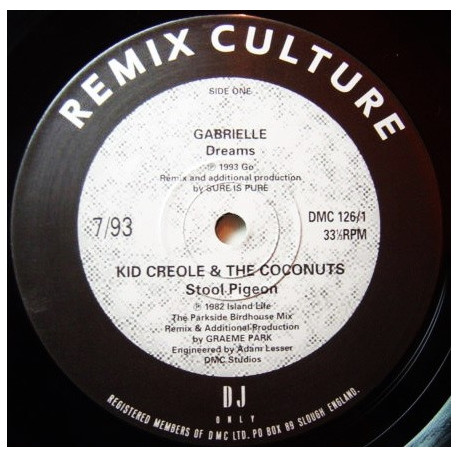 REMIX CULTURE
SIDE ONE
GABRIELLE
Dreams
℗ 1993 Go'
Remix and additional production
by SURE IS PURE
7/93
DMC 126/1
33⅓RPM
KID CREOLE & THE COCONUTS
Stool Pigeon
℗ 1982 Island Life
The Parkside Birdhouse Mix
Remix & Additional Production
by GRAEME PARK
Engineered by Adam Lesser
DMC Studios
DJ
ONLY
REGISTERED MEMBERS OF DMC LTD. PO BOX 89 SLOUGH ENGLAND.